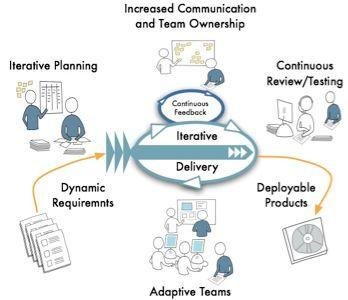 Increased Communication
and Team Ownership
Iterative Planning
Continuous
Review/Testing
Continuous
Feedback
Iterative
Delivery
Dynamic
Requiremnts
Deployable
Products
Adaptive Teams